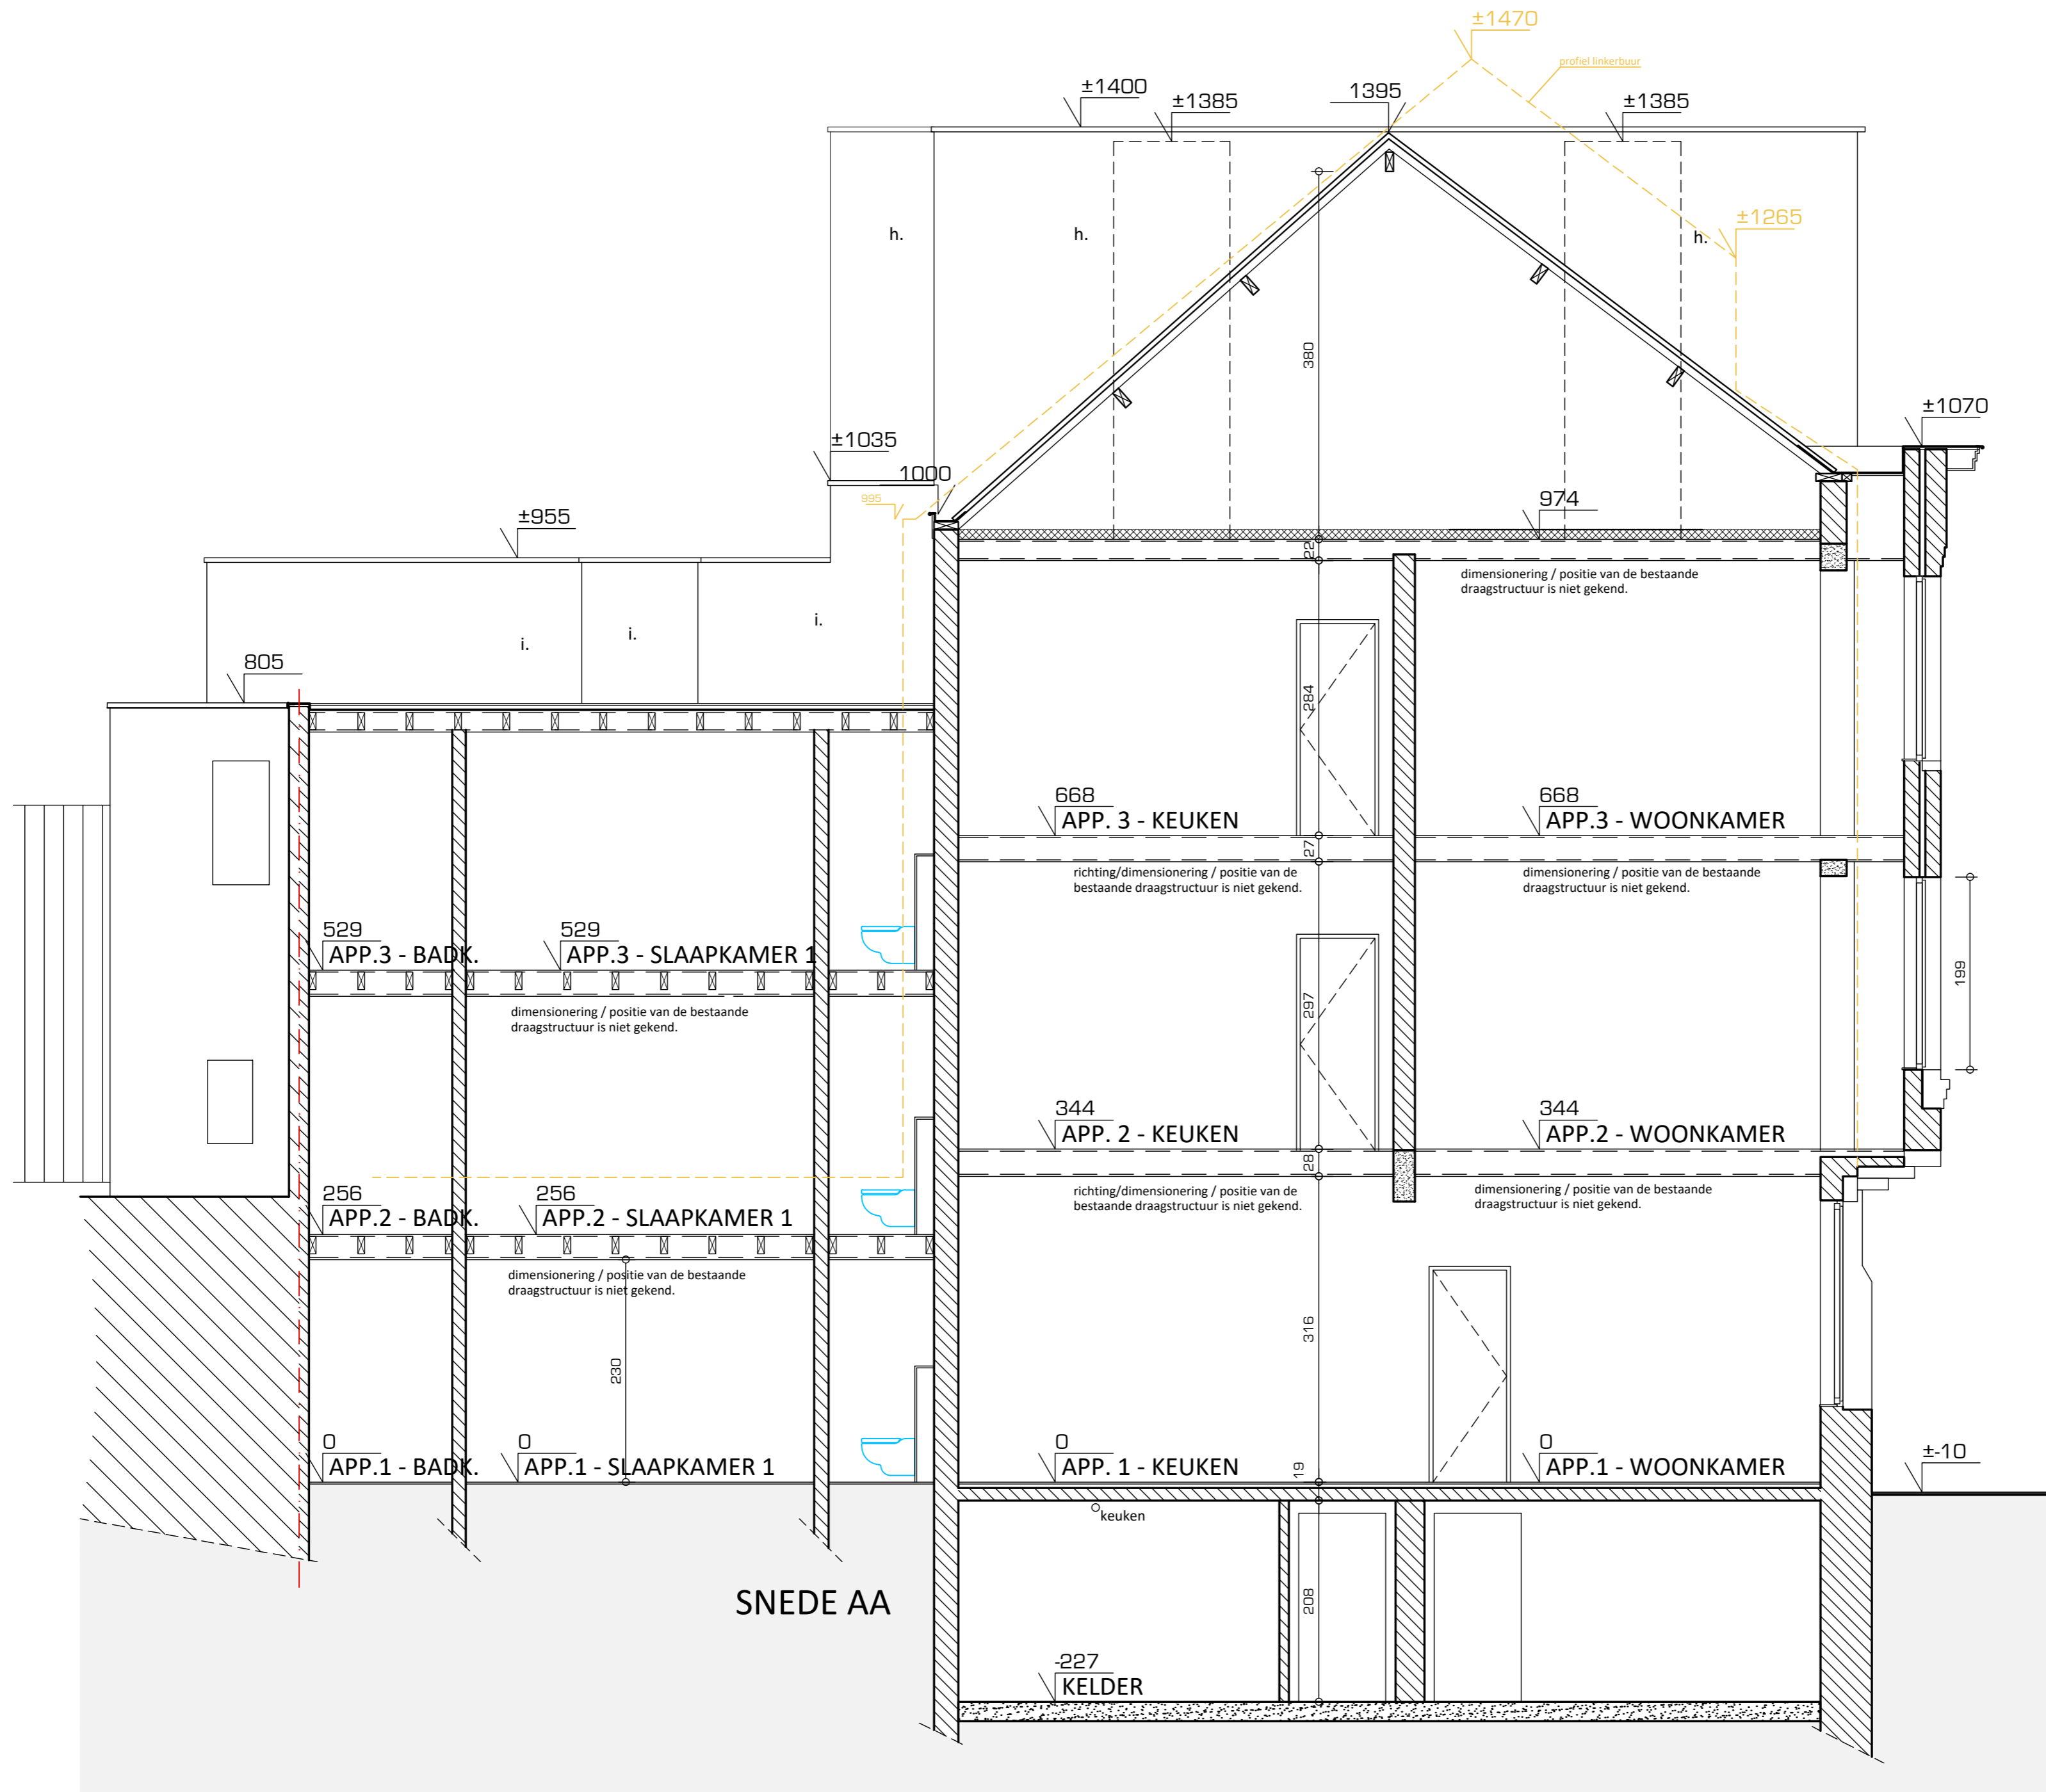 ±1470
profiel linkerbuur
±1400
±1385
1395
±1385
±1265
h.
h.
h.
380
±1070
±1035
1000
995
974
±955
22
dimensionering / positie van de bestaande
draagstructuur is niet gekend.
i.
i.
i.
805
284
668
APP. 3 - KEUKEN
668
APP.3 - WOONKAMER
27
richting/dimensionering / positie van de
bestaande draagstructuur is niet gekend.
dimensionering / positie van de bestaande
draagstructuur is niet gekend.
529
APP.3 - BADK.
529
APP.3 - SLAAPKAMER 1
199
297
dimensionering / positie van de bestaande
draagstructuur is niet gekend.
344
APP. 2 - KEUKEN
344
APP.2 - WOONKAMER
28
richting/dimensionering / positie van de
bestaande draagstructuur is niet gekend.
dimensionering / positie van de bestaande
draagstructuur is niet gekend.
256
APP.2 - BADK.
256
APP.2 - SLAAPKAMER 1
dimensionering / positie van de bestaande
draagstructuur is niet gekend.
230
316
0
APP.1 - BADK.
0
APP.1 - SLAAPKAMER 1
0
APP. 1 - KEUKEN
0
APP.1 - WOONKAMER
±-10
19
keuken
SNEDE AA
208
-227
KELDER